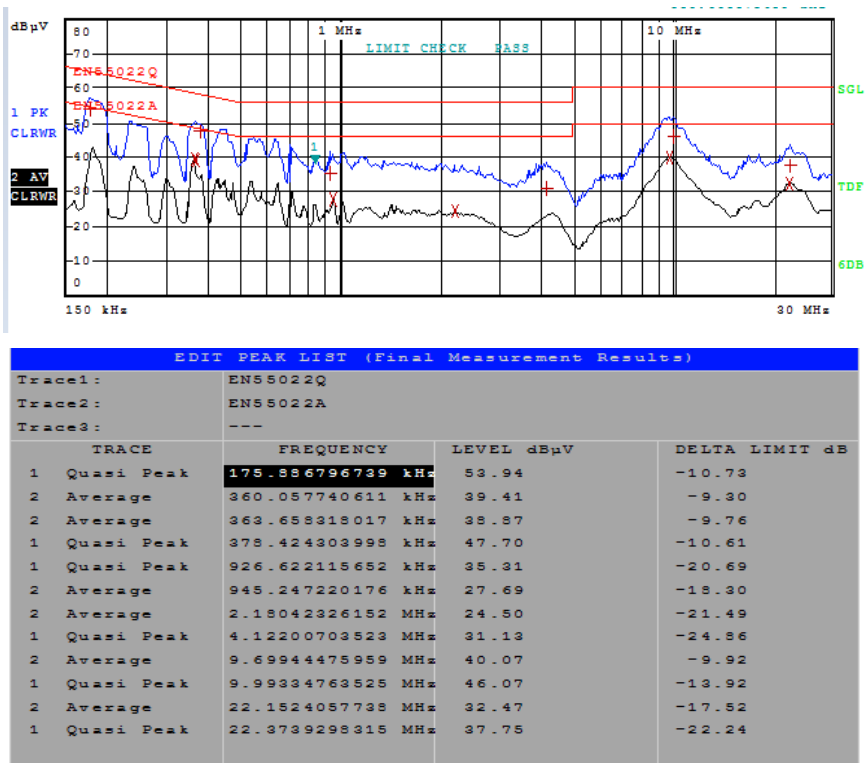 dBµV 80 1 MHz 10 MHz
LIMIT CHECK PASS
-70
EN55022Q
-60
SGL
EN55022A
1 PK
-50
CLRWR
1
-40
2 AV
-30
TDF
CLRWR
-20
-10
6DB
0
150 kHz 30 MHz
EDIT PEAK LIST (Final Measurement Results)
Trace1: EN55022Q
Trace2: EN55022A
Trace3: ---
TRACE FREQUENCY LEVEL dBµV DELTA LIMIT dB
1 Quasi Peak 175.886796739 kHz 53.94 -10.73
2 Average 360.057740611 kHz 39.41 -9.30
2 Average 363.658318017 kHz 38.87 -9.76
1 Quasi Peak 378.424303998 kHz 47.70 -10.61
1 Quasi Peak 926.622115652 kHz 35.31 -20.69
2 Average 945.247220176 kHz 27.69 -18.30
2 Average 2.18042326152 MHz 24.50 -21.49
1 Quasi Peak 4.12200703523 MHz 31.13 -24.86
2 Average 9.69944475959 MHz 40.07 -9.92
1 Quasi Peak 9.99334763525 MHz 46.07 -13.92
2 Average 22.1524057738 MHz 32.47 -17.52
1 Quasi Peak 22.3739298315 MHz 37.75 -22.24